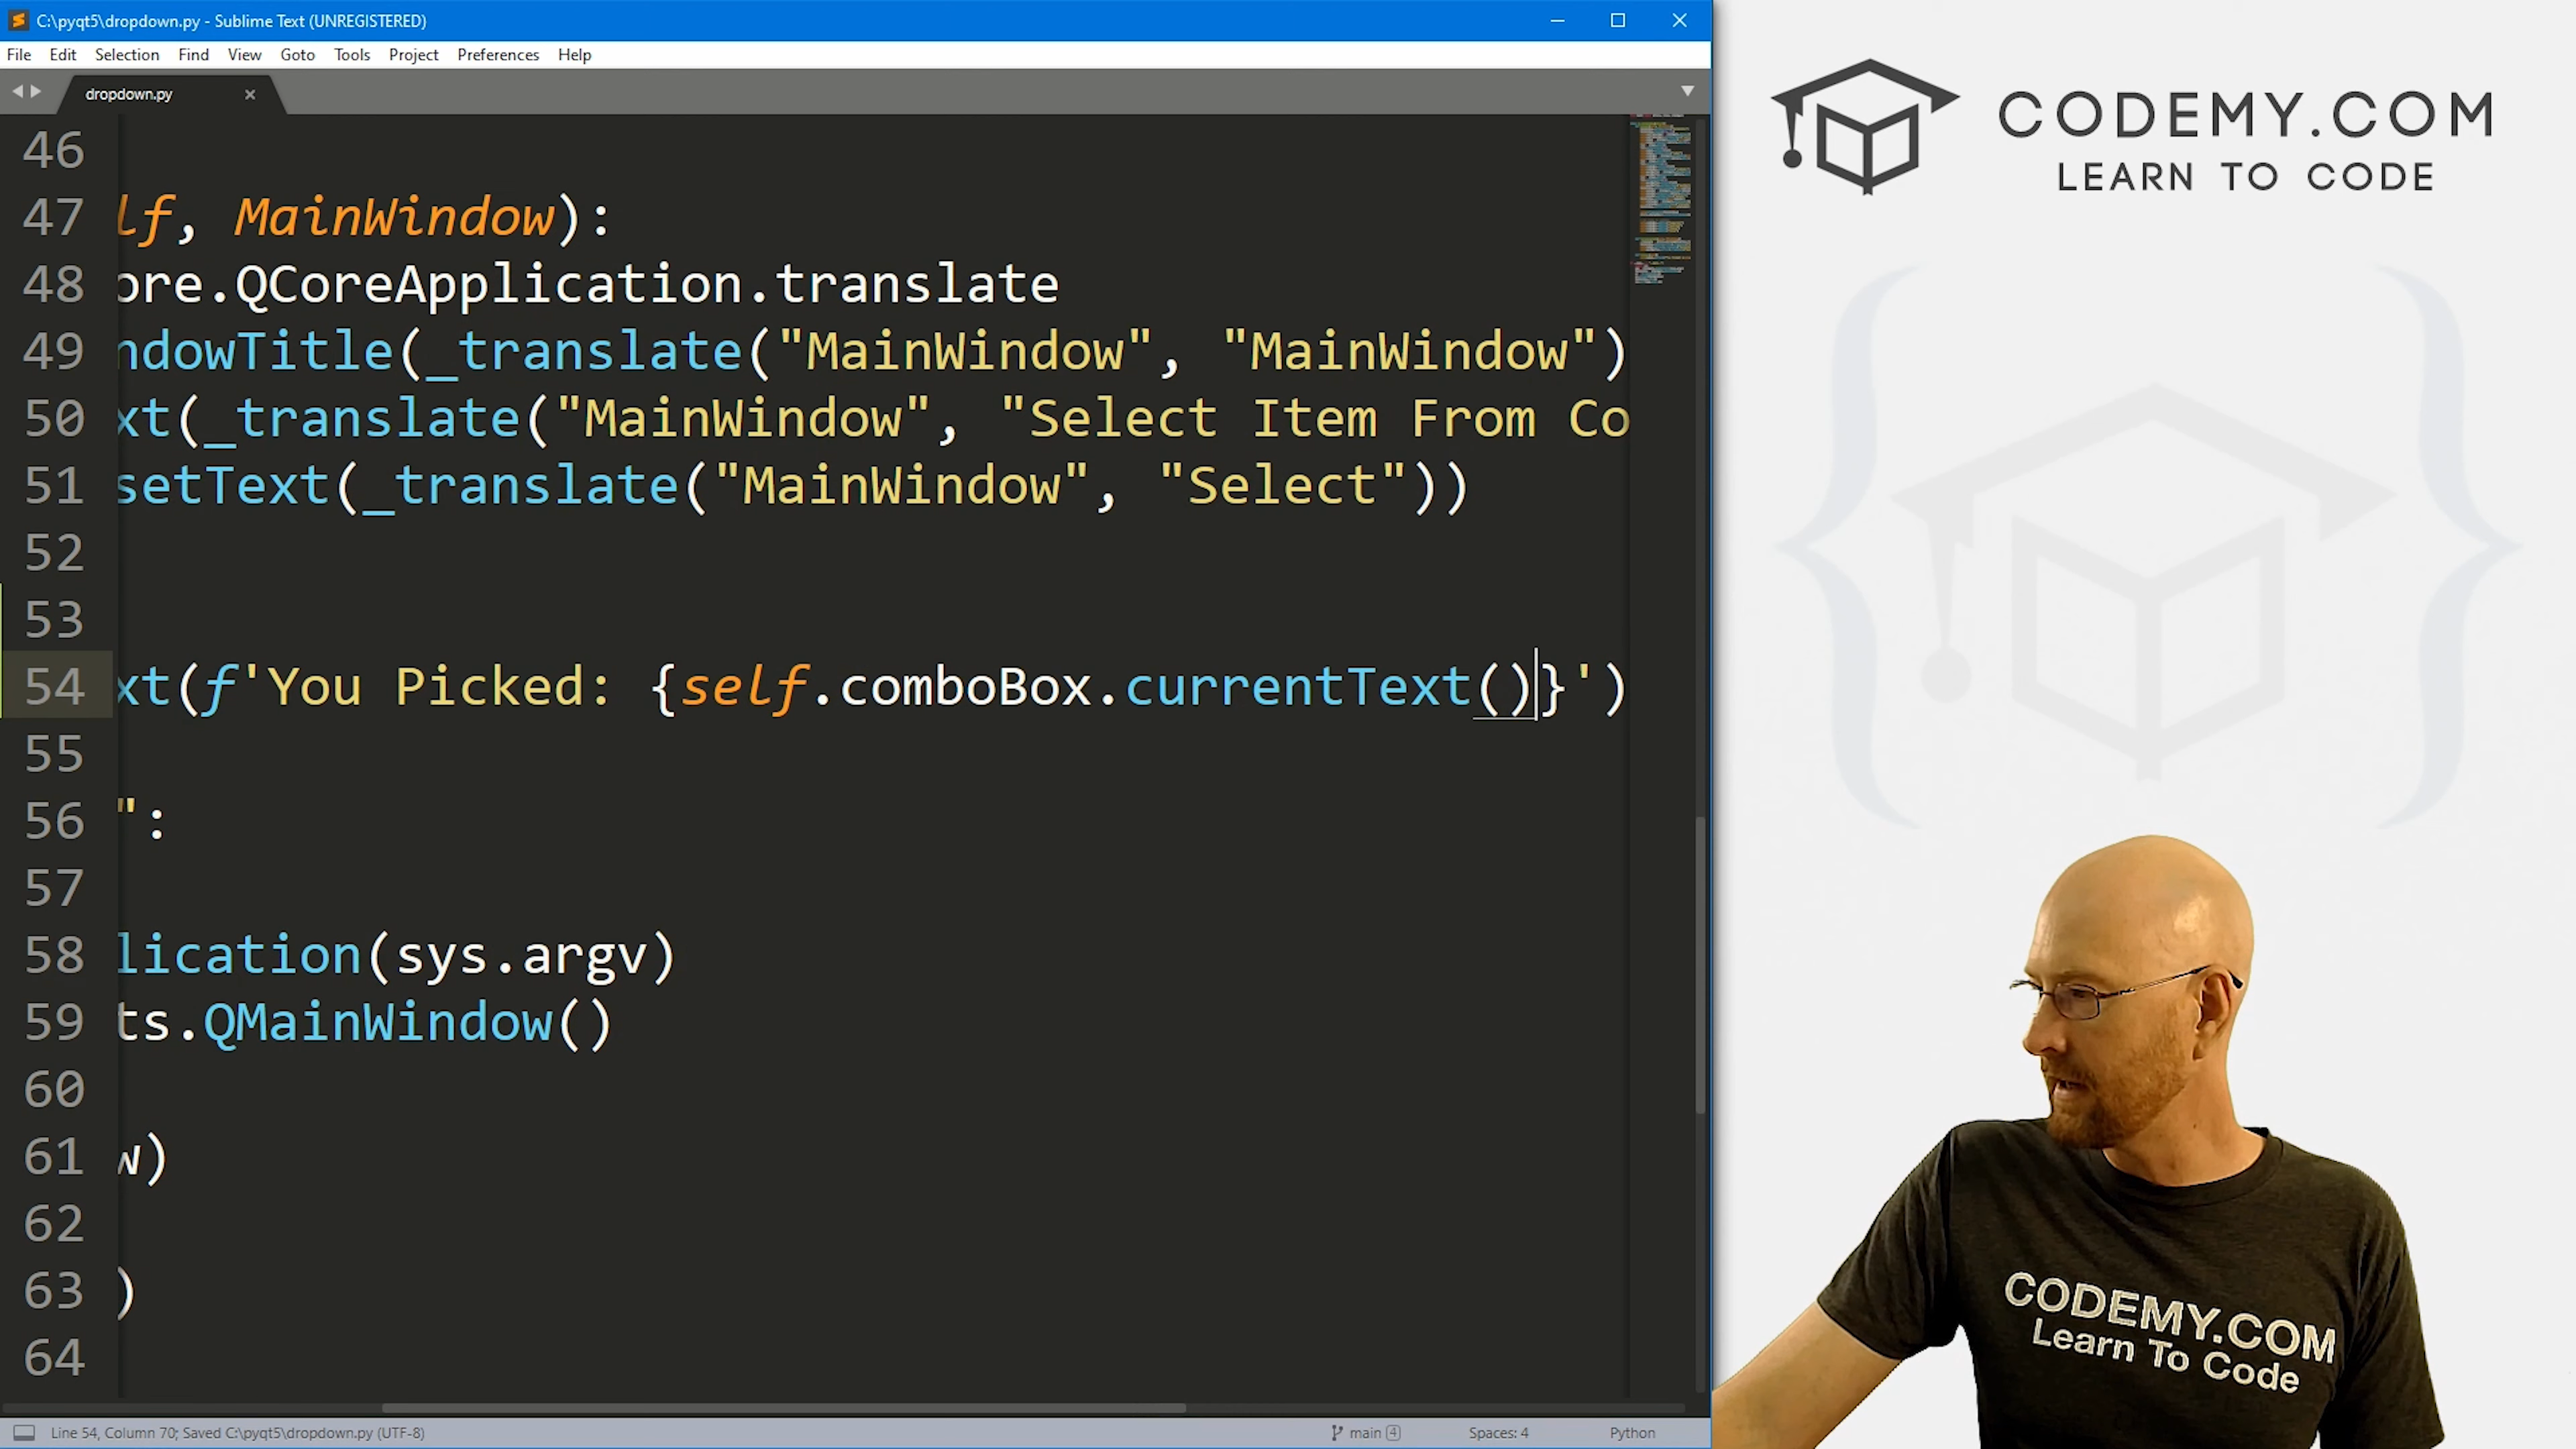 C:\pyqt5\dropdown.py - Sublime Text (UNREGISTERED)
File Edit Selection Find View Goto Tools Project Preferences Help
dropdown.py
46
47 lf, MainWindow):
48 ore.QCoreApplication.translate
49 ndowTitle(_translate("MainWindow", "MainWindow")
50 xt(_translate("MainWindow", "Select Item From Co
51 setText(_translate("MainWindow", "Select"))
52
53
54 xt(f'You Picked: {self.comboBox.currentText()}')
55
56 ":
57
58 lication(sys.argv)
59 ts.QMainWindow()
60
61 w)
62
63 )
64
Line 54, Column 70; Saved C:\pyqt5\dropdown.py (UTF-8)
main 4
Spaces: 4
Python
CODEMY.COM
LEARN TO CODE
CODEMY.COM
Learn To Code